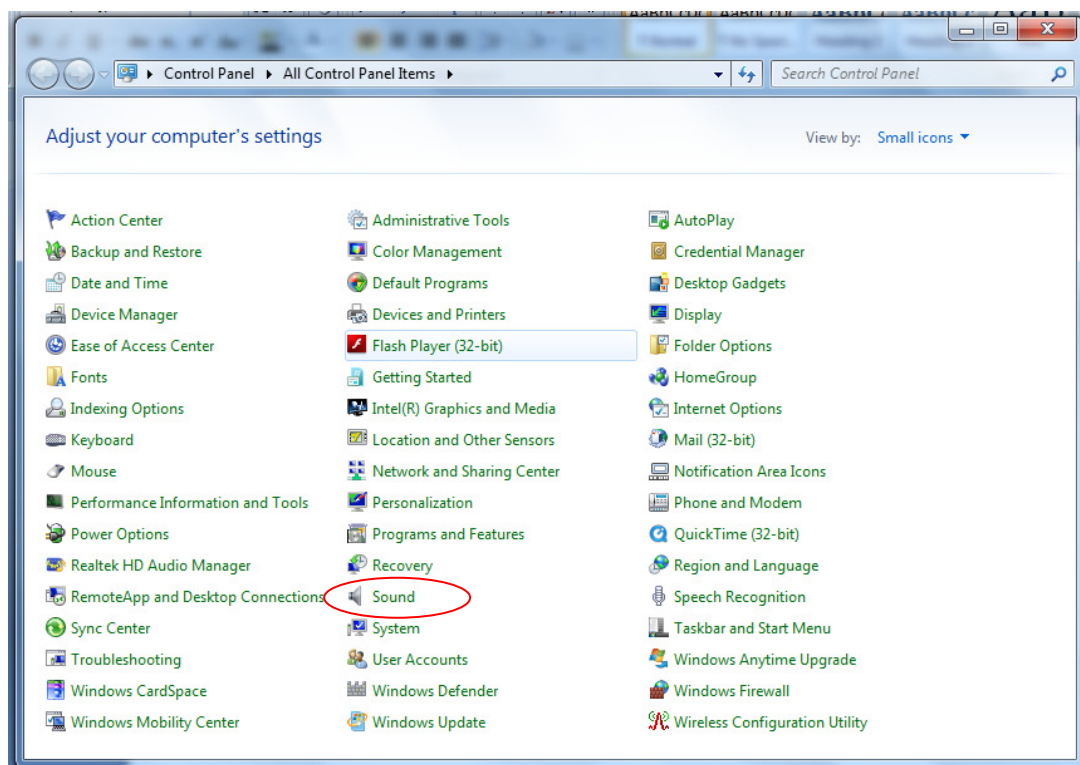 Control Panel ▸ All Control Panel Items ▸ Search Control Panel
Adjust your computer's settings View by: Small icons
Action Center Administrative Tools AutoPlay
Backup and Restore Color Management Credential Manager
Date and Time Default Programs Desktop Gadgets
Device Manager Devices and Printers Display
Ease of Access Center Flash Player (32-bit) Folder Options
Fonts Getting Started HomeGroup
Indexing Options Intel(R) Graphics and Media Internet Options
Keyboard Location and Other Sensors Mail (32-bit)
Mouse Network and Sharing Center Notification Area Icons
Performance Information and Tools Personalization Phone and Modem
Power Options Programs and Features QuickTime (32-bit)
Realtek HD Audio Manager Recovery Region and Language
RemoteApp and Desktop Connections Sound Speech Recognition
Sync Center System Taskbar and Start Menu
Troubleshooting User Accounts Windows Anytime Upgrade
Windows CardSpace Windows Defender Windows Firewall
Windows Mobility Center Windows Update Wireless Configuration Utility